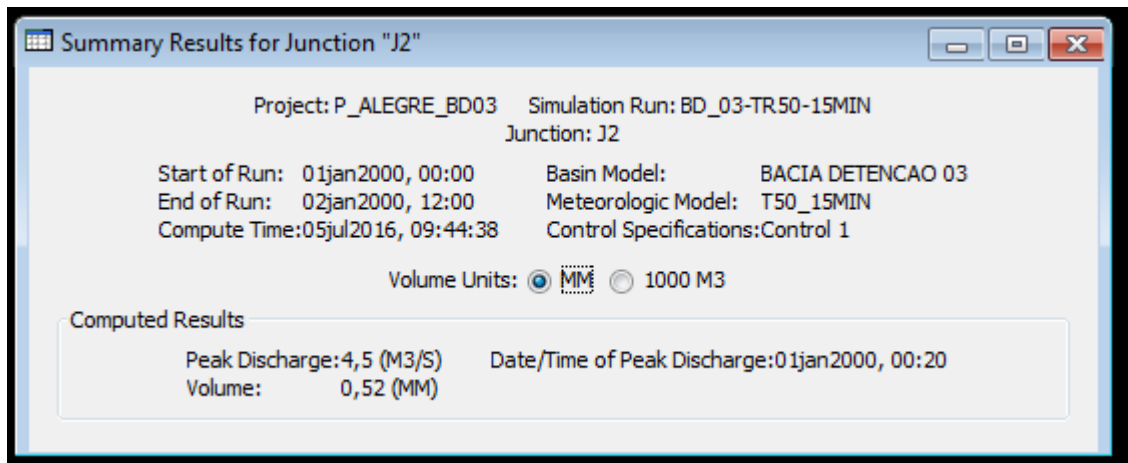 Summary Results for Junction "J2"
Project: P_ALEGRE_BD03 Simulation Run: BD_03-TR50-15MIN
Junction: J2
Start of Run: 01jan2000, 00:00 Basin Model: BACIA DETENCAO 03
End of Run: 02jan2000, 12:00 Meteorologic Model: T50_15MIN
Compute Time:05jul2016, 09:44:38 Control Specifications:Control 1
Volume Units: MM 1000 M3
Computed Results
Peak Discharge:4,5 (M3/S) Date/Time of Peak Discharge:01jan2000, 00:20
Volume: 0,52 (MM)